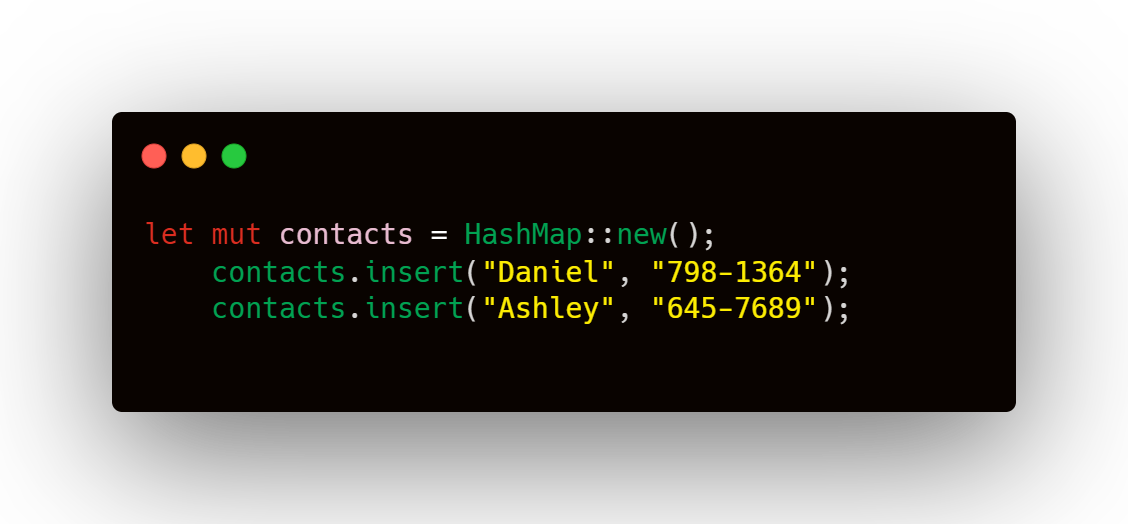 let mut contacts = HashMap::new();
    contacts.insert("Daniel", "798-1364");
    contacts.insert("Ashley", "645-7689");